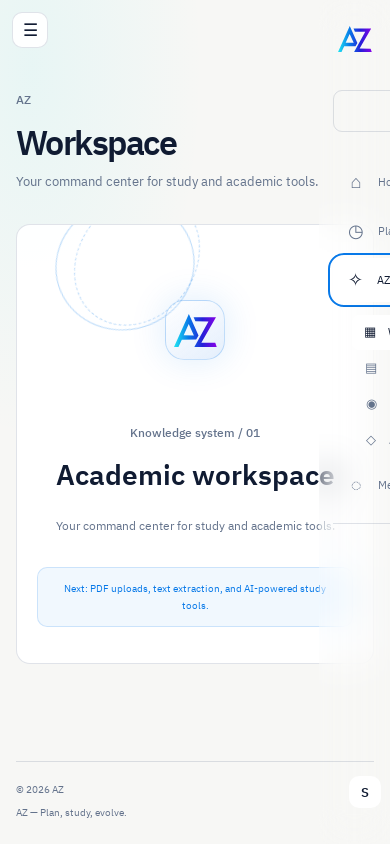 AZ
AZ
Workspace
Your command center for study and academic tools.
AZ
Knowledge system / 01
Academic workspace
Your command center for study and academic tools.
Next: PDF uploads, text extraction, and AI-powered study
tools.
AZ
© 2026 AZ
AZ — Plan, study, evolve.
S